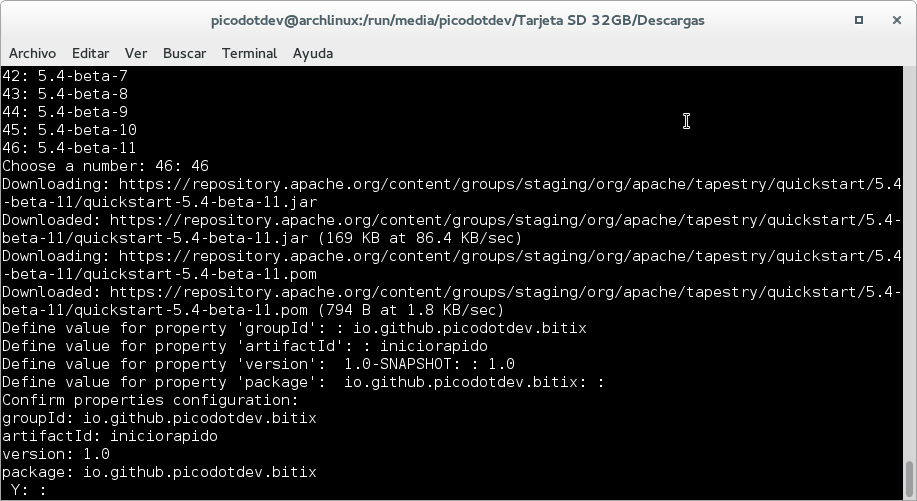 picodotdev@archlinux:/run/media/picodotdev/Tarjeta SD 32GB/Descargas
Archivo Editar Ver Buscar Terminal Ayuda
42: 5.4-beta-7
43: 5.4-beta-8
44: 5.4-beta-9
45: 5.4-beta-10
46: 5.4-beta-11
Choose a number: 46: 46
Downloading: https://repository.apache.org/content/groups/staging/org/apache/tapestry/quickstart/5.4
-beta-11/quickstart-5.4-beta-11.jar
Downloaded: https://repository.apache.org/content/groups/staging/org/apache/tapestry/quickstart/5.4-
beta-11/quickstart-5.4-beta-11.jar (169 KB at 86.4 KB/sec)
Downloading: https://repository.apache.org/content/groups/staging/org/apache/tapestry/quickstart/5.4
-beta-11/quickstart-5.4-beta-11.pom
Downloaded: https://repository.apache.org/content/groups/staging/org/apache/tapestry/quickstart/5.4-
beta-11/quickstart-5.4-beta-11.pom (794 B at 1.8 KB/sec)
Define value for property 'groupId': : io.github.picodotdev.bitix
Define value for property 'artifactId': : iniciorapido
Define value for property 'version':  1.0-SNAPSHOT: : 1.0
Define value for property 'package':  io.github.picodotdev.bitix: :
Confirm properties configuration:
groupId: io.github.picodotdev.bitix
artifactId: iniciorapido
version: 1.0
package: io.github.picodotdev.bitix
 Y: :